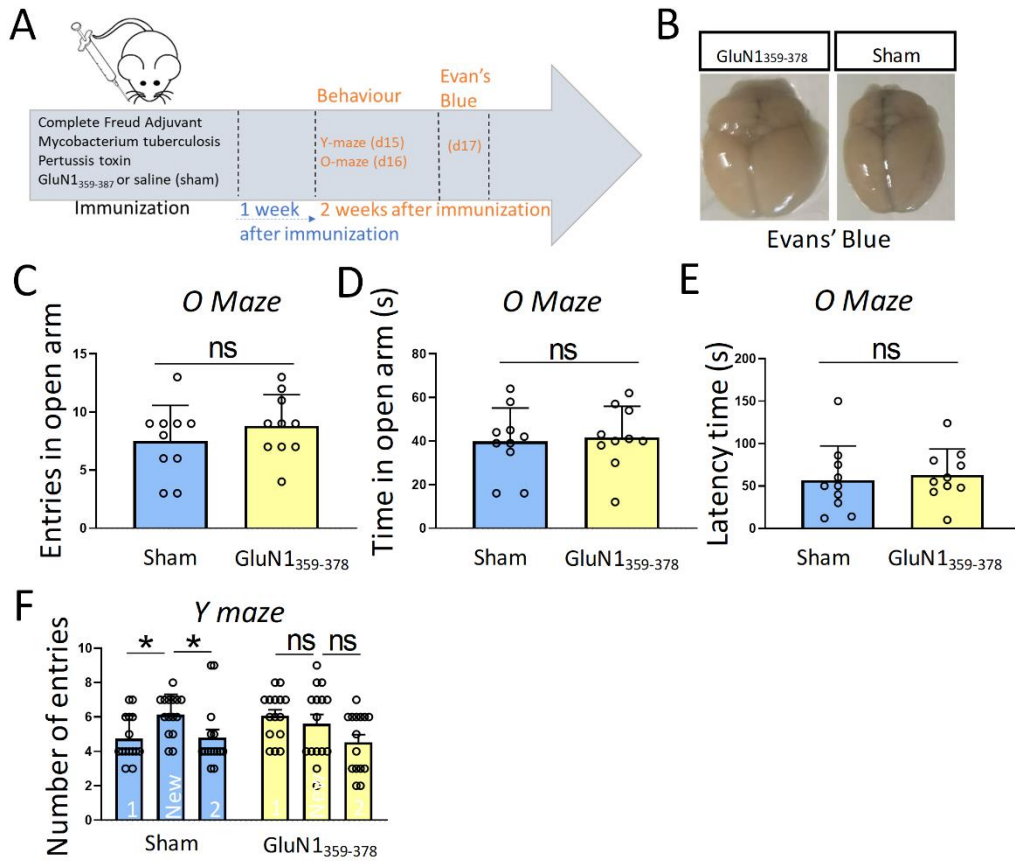 A
B
Complete Freud Adjuvant
Mycobacterium tuberculosis
Pertussis toxin
GluN1359-387 or saline (sham)
Immunization
1 week
after immunization
Behaviour
Y-maze (d15)
O-maze (d16)
2 weeks after immunization
Evan's
Blue
(d17)
GluN1359-378
Sham
Evans' Blue
C
O Maze
ns
Entries in open arm
15
10
5
0
Sham
GluN1359-378
D
O Maze
ns
Time in open arm (s)
80
60
40
20
0
Sham
GluN1359-378
E
O Maze
ns
Latency time (s)
200
150
100
50
0
Sham
GluN1359-378
F
Y maze
* * ns ns
Number of entries
10
8
6
4
2
0
1 New 2 1 New 2
Sham
GluN1359-378